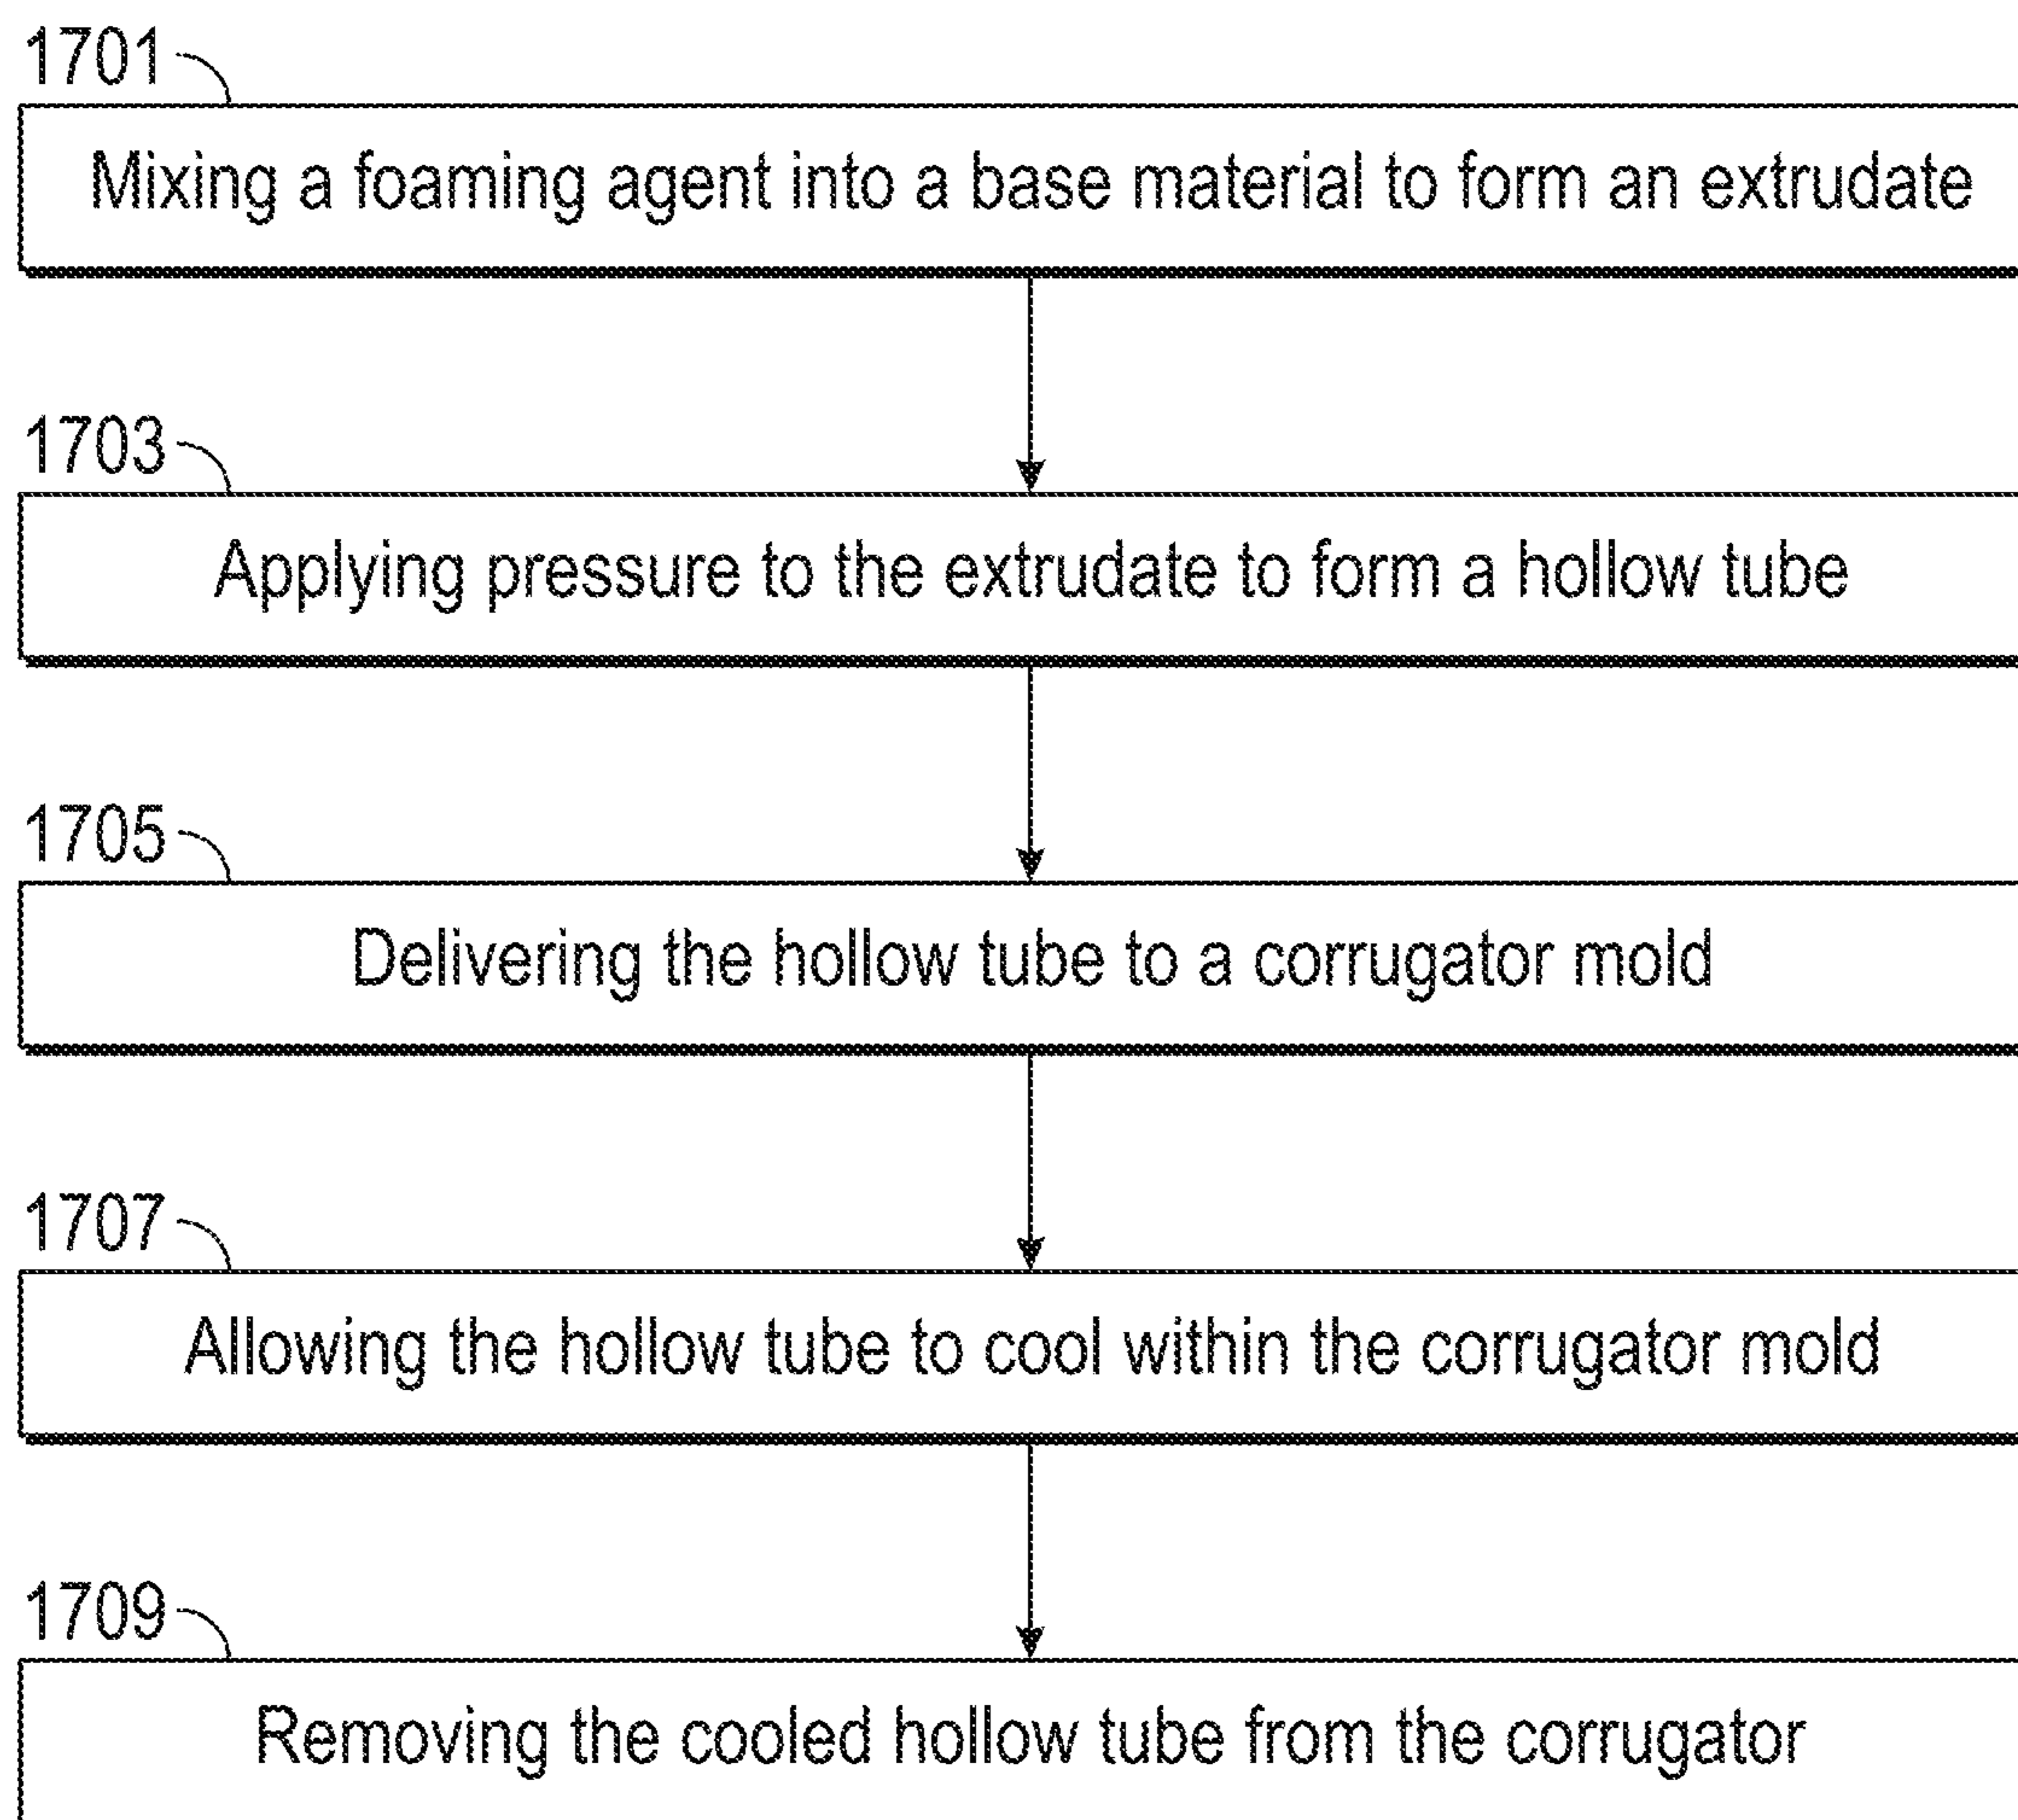 1701
Mixing a foaming agent into a base material to form an extrudate
1703
Applying pressure to the extrudate to form a hollow tube
1705
Delivering the hollow tube to a corrugator mold
1707
Allowing the hollow tube to cool within the corrugator mold
1709
Removing the cooled hollow tube from the corrugator